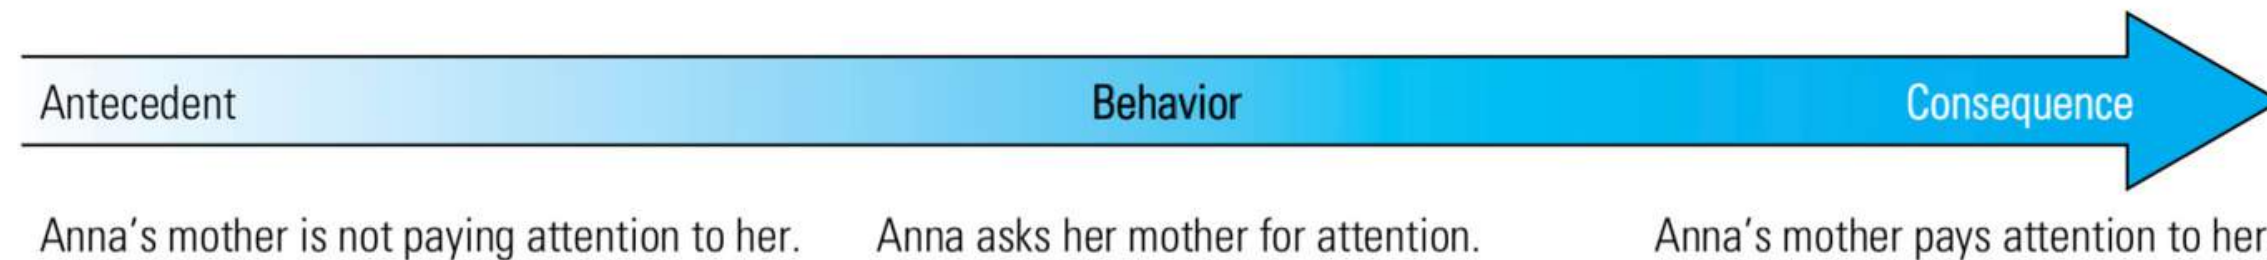 Antecedent Behavior Consequence
Anna's mother is not paying attention to her. Anna asks her mother for attention. Anna's mother pays attention to her